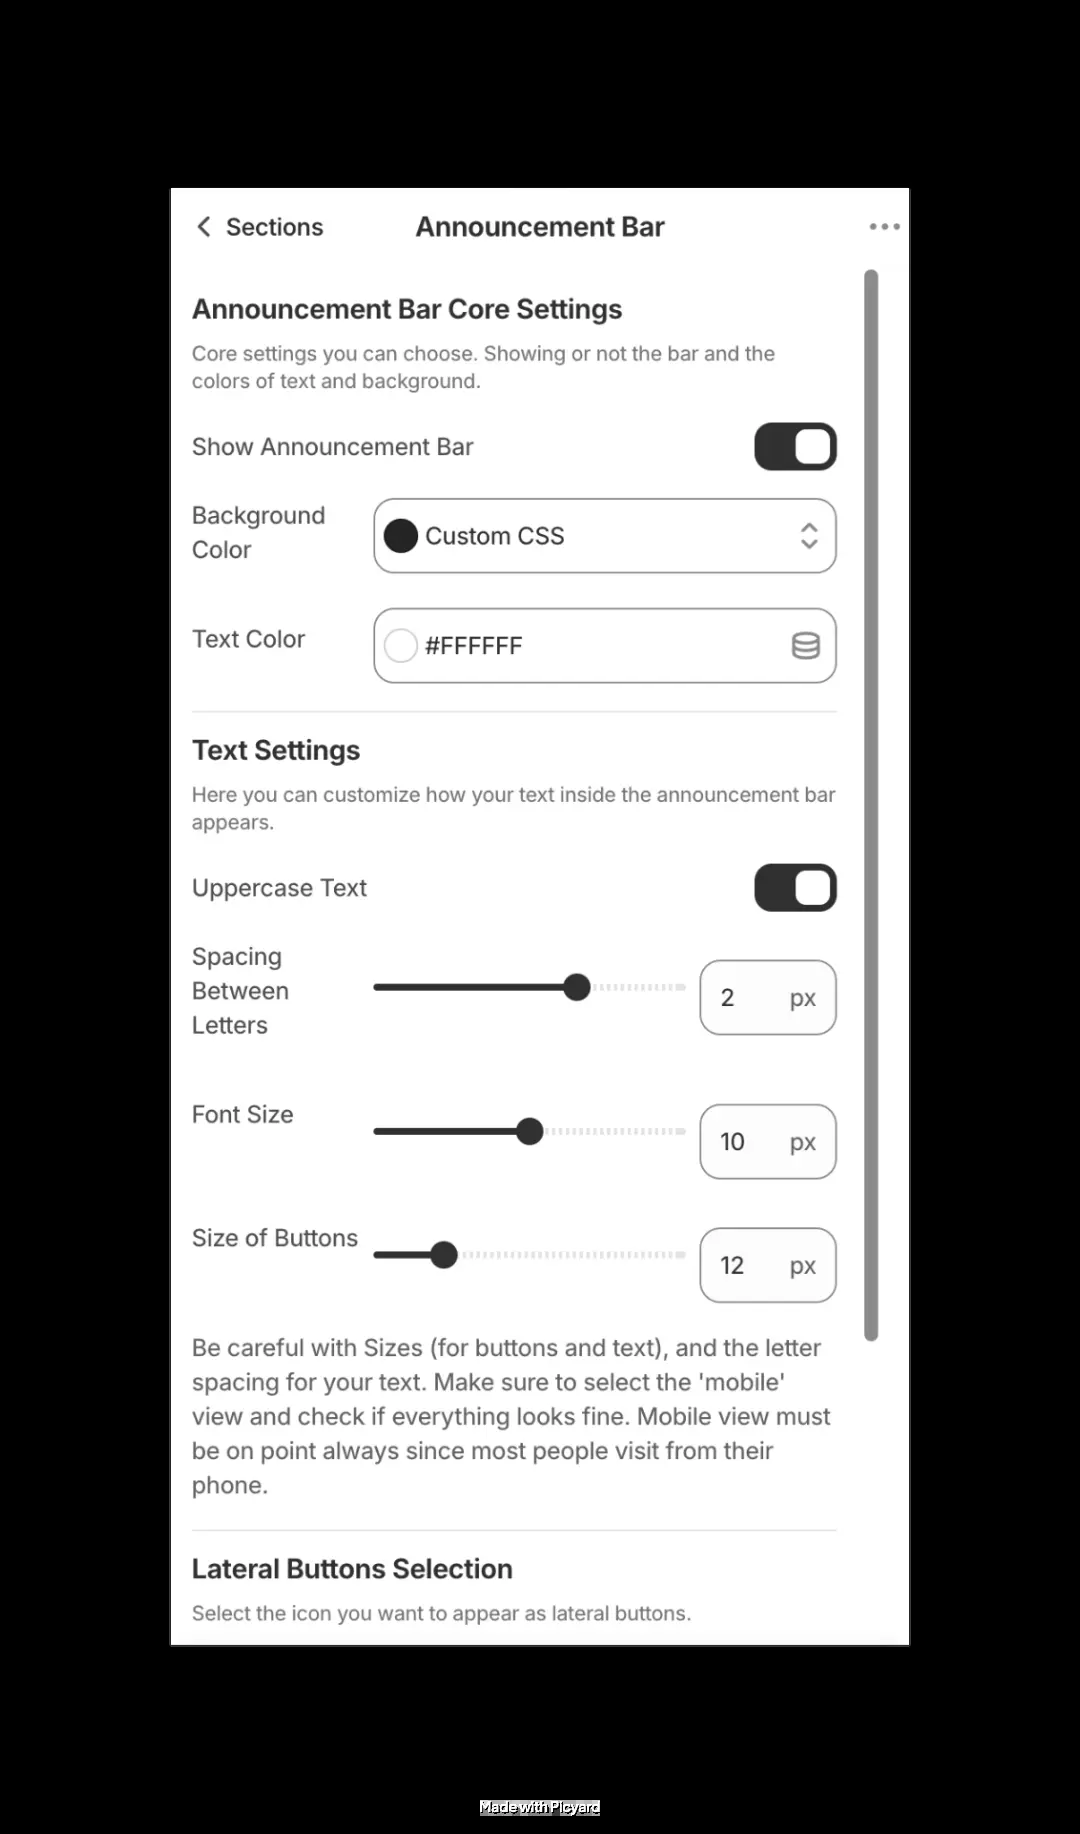 Sections
Announcement Bar
Announcement Bar Core Settings
Core settings you can choose. Showing or not the bar and the
colors of text and background.
Show Announcement Bar
Background
Color
Custom CSS
Text Color
#FFFFFF
Text Settings
Here you can customize how your text inside the announcement bar
appears.
Uppercase Text
Spacing
Between
Letters
2 px
Font Size
10 px
Size of Buttons
12 px
Be careful with Sizes (for buttons and text), and the letter
spacing for your text. Make sure to select the 'mobile'
view and check if everything looks fine. Mobile view must
be on point always since most people visit from their
phone.
Lateral Buttons Selection
Select the icon you want to appear as lateral buttons.
Made with Picyard